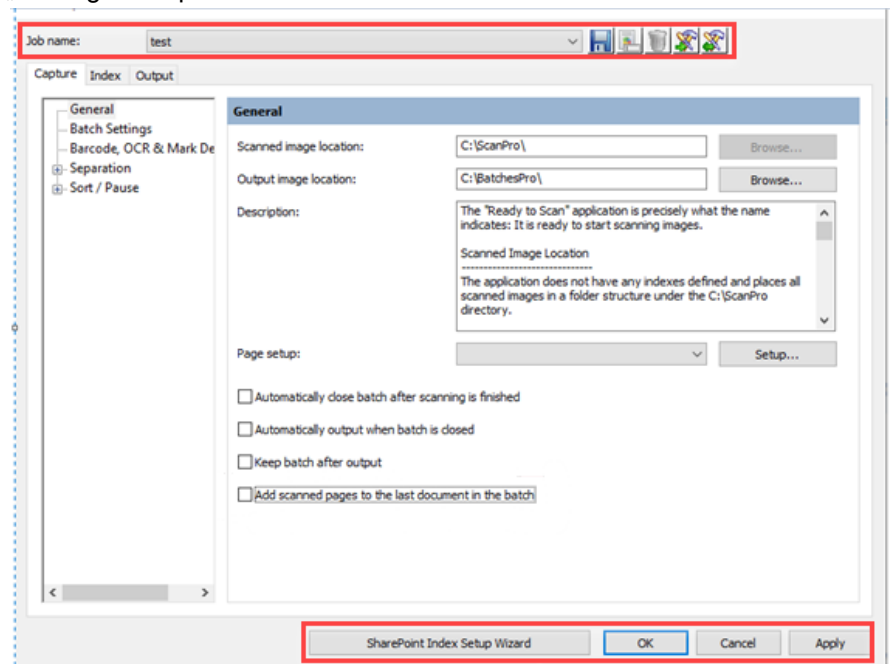 Job name: test
Capture Index Output
General
Batch Settings
Barcode, OCR & Mark De
Separation
Sort / Pause
General
Scanned image location: C:\ScanPro\ Browse...
Output image location: C:\BatchesPro\ Browse...
Description:
The "Ready to Scan" application is precisely what the name
indicates: It is ready to start scanning images.
Scanned Image Location
------------------------------
The application does not have any indexes defined and places all
scanned images in a folder structure under the C:\ScanPro
directory.
Page setup: Setup...
Automatically close batch after scanning is finished
Automatically output when batch is closed
Keep batch after output
Add scanned pages to the last document in the batch
SharePoint Index Setup Wizard OK Cancel Apply